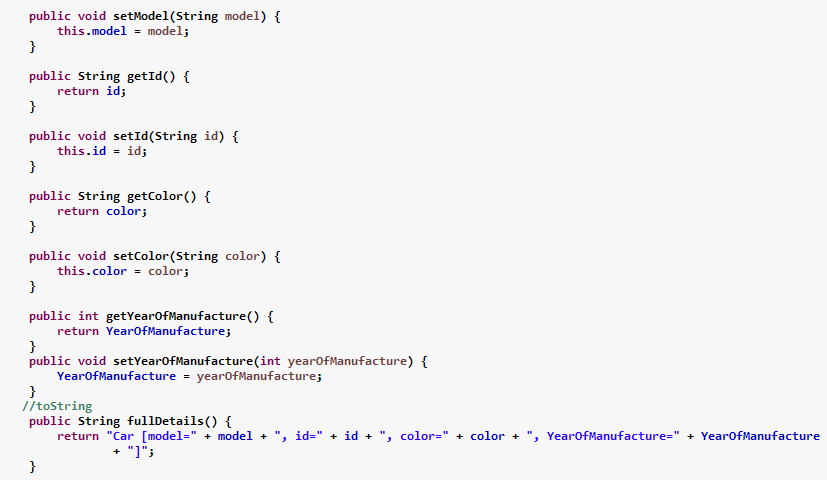 public void setModel(String model) {
this.model = model;
}
public String getId() {
return id;
}
public void setId(String id) {
this.id = id;
}
public String getColor() {
return color;
}
public void setColor(String color) {
this.color = color;
}
public int getYearOfManufacture() {
return YearOfManufacture;
}
public void setYearOfManufacture(int yearOfManufacture) {
YearOfManufacture = yearOfManufacture;
}
//toString
public String fullDetails() {
return "Car [model=" + model + ", id=" + id + ", color=" + color + ", YearOfManufacture=" + YearOfManufacture
+ "]";
}